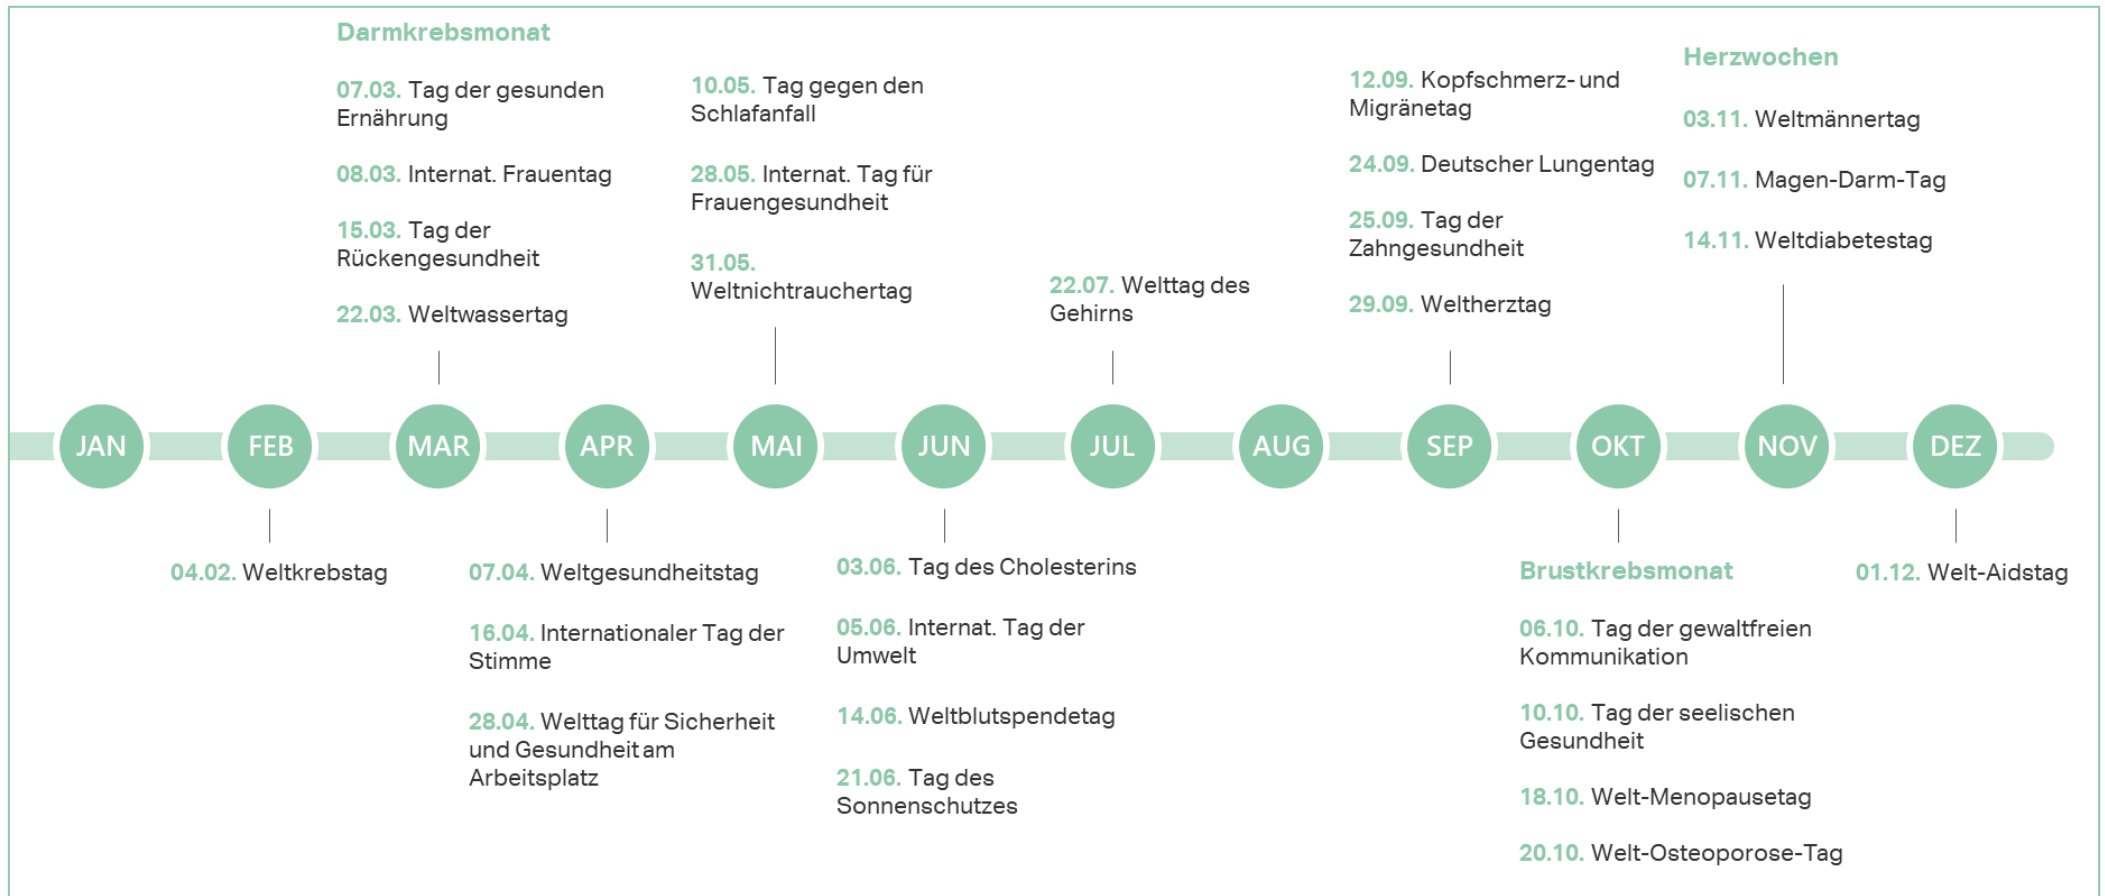 Darmkrebsmonat
07.03. Tag der gesunden
Ernährung
08.03. Internat. Frauentag
15.03. Tag der
Rückengesundheit
22.03. Weltwassertag
10.05. Tag gegen den
Schlafanfall
28.05. Internat. Tag für
Frauengesundheit
31.05.
Weltnichtrauchertag
22.07. Welttag des
Gehirns
12.09. Kopfschmerz- und
Migränetag
24.09. Deutscher Lungentag
25.09. Tag der
Zahngesundheit
29.09. Weltherztag
Herzwochen
03.11. Weltmännertag
07.11. Magen-Darm-Tag
14.11. Weltdiabetestag
JAN FEB MAR APR MAI JUN JUL AUG SEP OKT NOV DEZ
04.02. Weltkrebstag
07.04. Weltgesundheitstag
16.04. Internationaler Tag der
Stimme
28.04. Welttag für Sicherheit
und Gesundheit am
Arbeitsplatz
03.06. Tag des Cholesterins
05.06. Internat. Tag der
Umwelt
14.06. Weltblutspendetag
21.06. Tag des
Sonnenschutzes
Brustkrebsmonat
06.10. Tag der gewaltfreien
Kommunikation
10.10. Tag der seelischen
Gesundheit
18.10. Welt-Menopausetag
20.10. Welt-Osteoporose-Tag
01.12. Welt-Aidstag